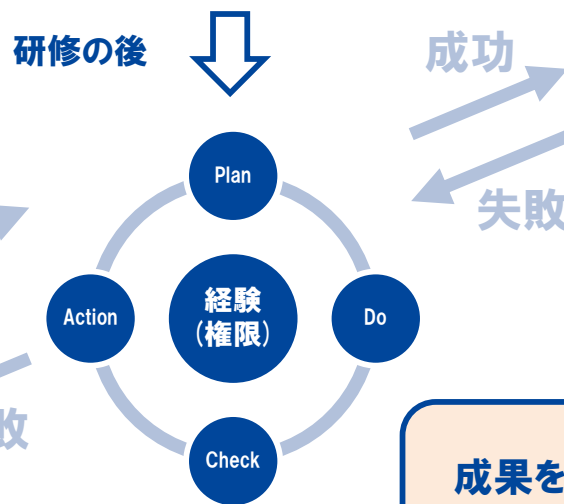 研修の後
成功
失敗
Plan
経験
(権限)
Action
Do
敗
Check
成果を